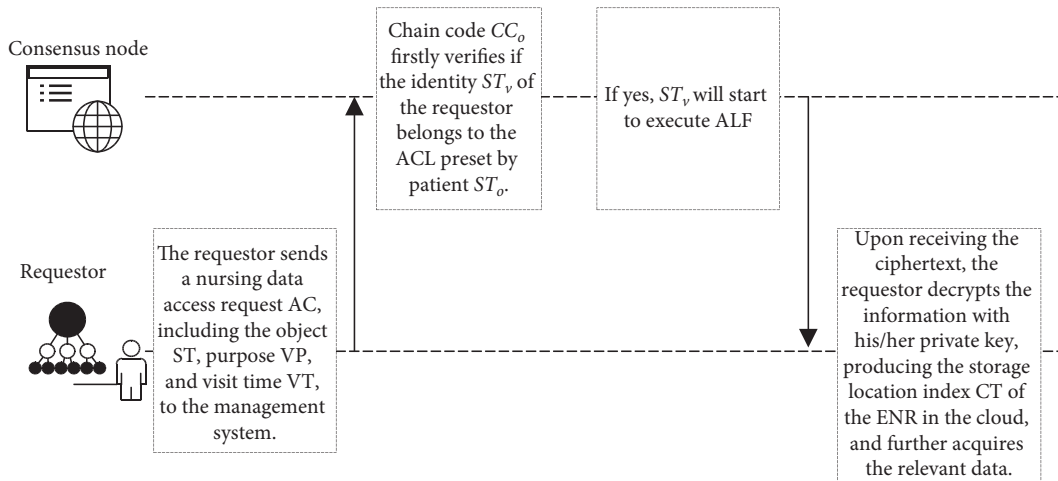 Consensus node
Chain code CCₒ
firstly verifies if
the identity STᵥ of
the requestor
belongs to the
ACL preset by
patient STₒ.
If yes, STᵥ will start
to execute ALF
Requestor
The requestor sends
a nursing data
access request AC,
including the object
ST, purpose VP,
and visit time VT,
to the management
system.
Upon receiving the
ciphertext, the
requestor decrypts the
information with
his/her private key,
producing the storage
location index CT of
the ENR in the cloud,
and further acquires
the relevant data.